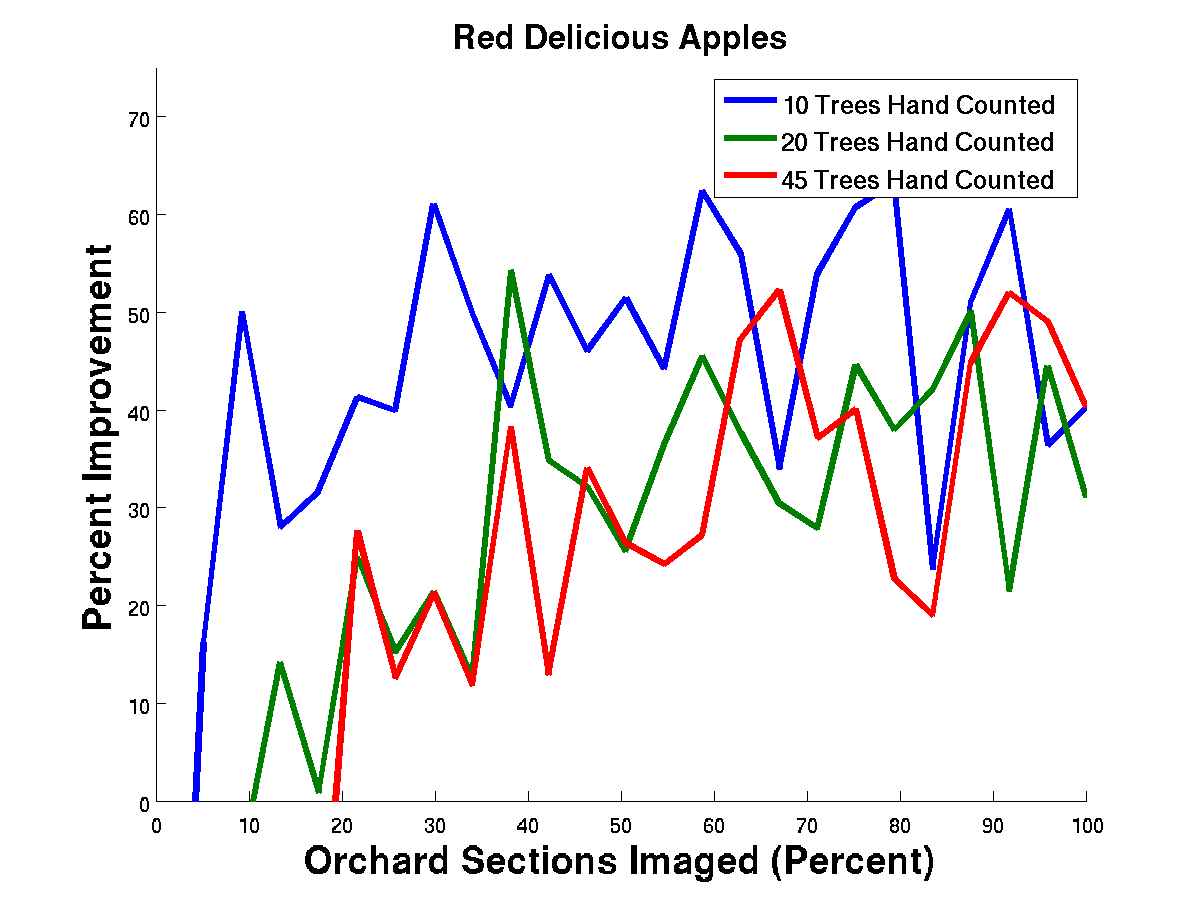 Red Delicious Apples
10 Trees Hand Counted
20 Trees Hand Counted
45 Trees Hand Counted
Percent Improvement
70
60
50
40
30
20
10
0
0 10 20 30 40 50 60 70 80 90 100
Orchard Sections Imaged (Percent)